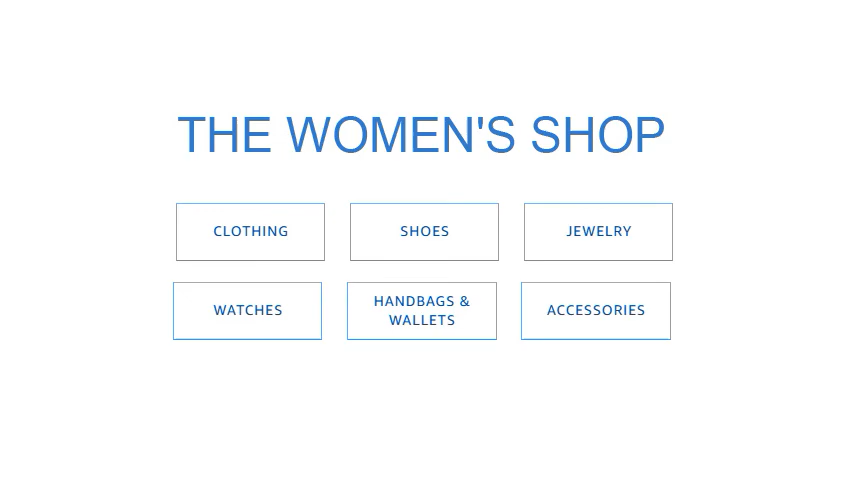 THE WOMEN'S SHOP
CLOTHING
SHOES
JEWELRY
WATCHES
HANDBAGS &
WALLETS
ACCESSORIES